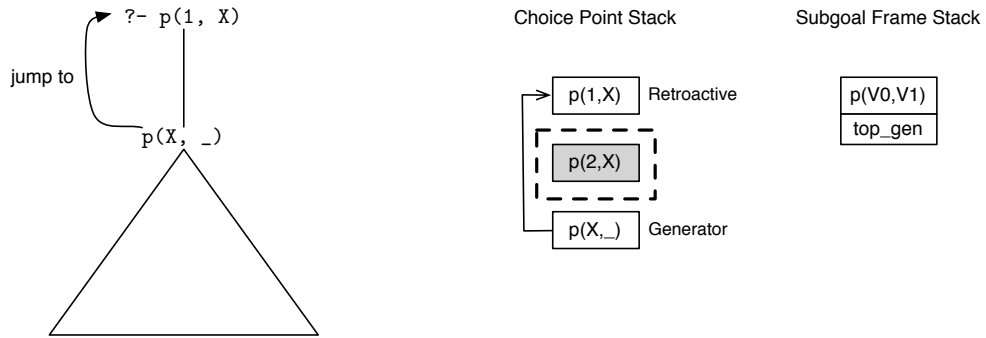 ?- p(1, X)
jump to
p(X, _)
Choice Point Stack
p(1,X) Retroactive
p(2,X)
p(X,_) Generator
Subgoal Frame Stack
p(V0,V1)
top_gen